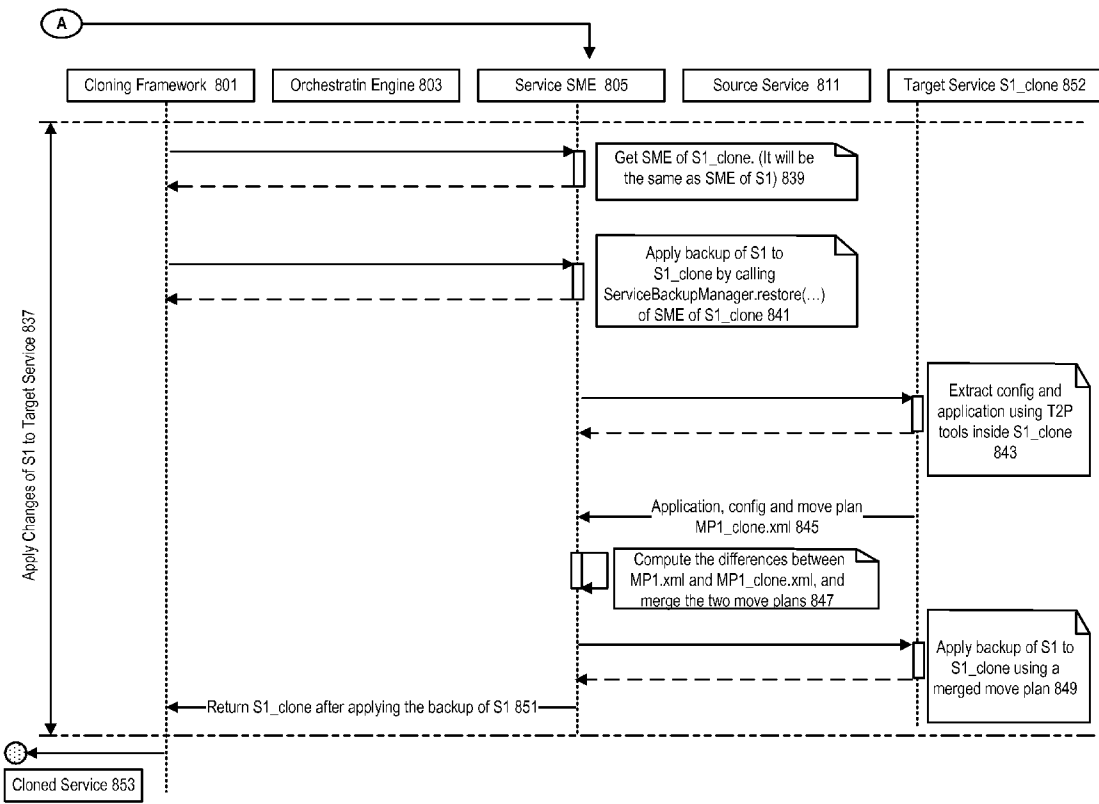 A
Cloning Framework 801
Orchestratin Engine 803
Service SME 805
Source Service 811
Target Service S1_clone 852
Apply Changes of S1 to Target Service 837
Get SME of S1_clone. (It will be
the same as SME of S1) 839
Apply backup of S1 to
S1_clone by calling
ServiceBackupManager.restore(...)
of SME of S1_clone 841
Extract config and
application using T2P
tools inside S1_clone
843
Application, config and move plan
MP1_clone.xml 845
Compute the differences between
MP1.xml and MP1_clone.xml, and
merge the two move plans 847
Apply backup of S1 to
S1_clone using a
merged move plan 849
Return S1_clone after applying the backup of S1 851
Cloned Service 853